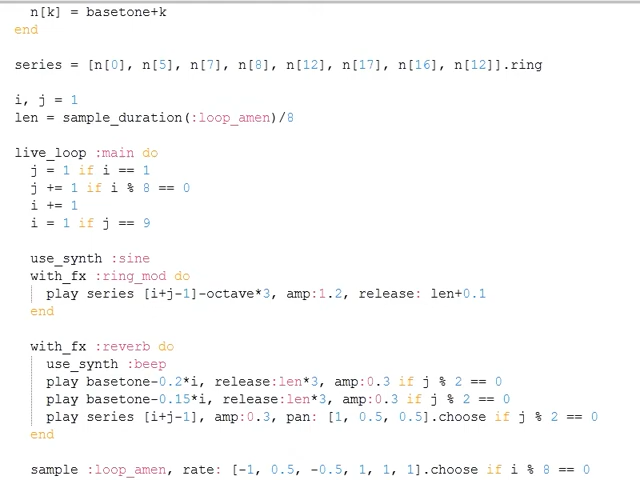 n[k] = basetone+k
end
series = [n[0], n[5], n[7], n[8], n[12], n[17], n[16], n[12]].ring
i, j = 1
len = sample_duration(:loop_amen)/8
live_loop :main do
j = 1 if i == 1
j += 1 if i % 8 == 0
i += 1
i = 1 if j == 9
use_synth :sine
with_fx :ring_mod do
play series [i+j-1]-octave*3, amp:1.2, release: len+0.1
end
with_fx :reverb do
use_synth :beep
play basetone-0.2*i, release:len*3, amp:0.3 if j % 2 == 0
play basetone-0.15*i, release:len*3, amp:0.3 if j % 2 == 0
play series [i+j-1], amp:0.3, pan: [1, 0.5, 0.5].choose if j % 2 == 0
end
sample :loop_amen, rate: [-1, 0.5, -0.5, 1, 1, 1].choose if i % 8 == 0